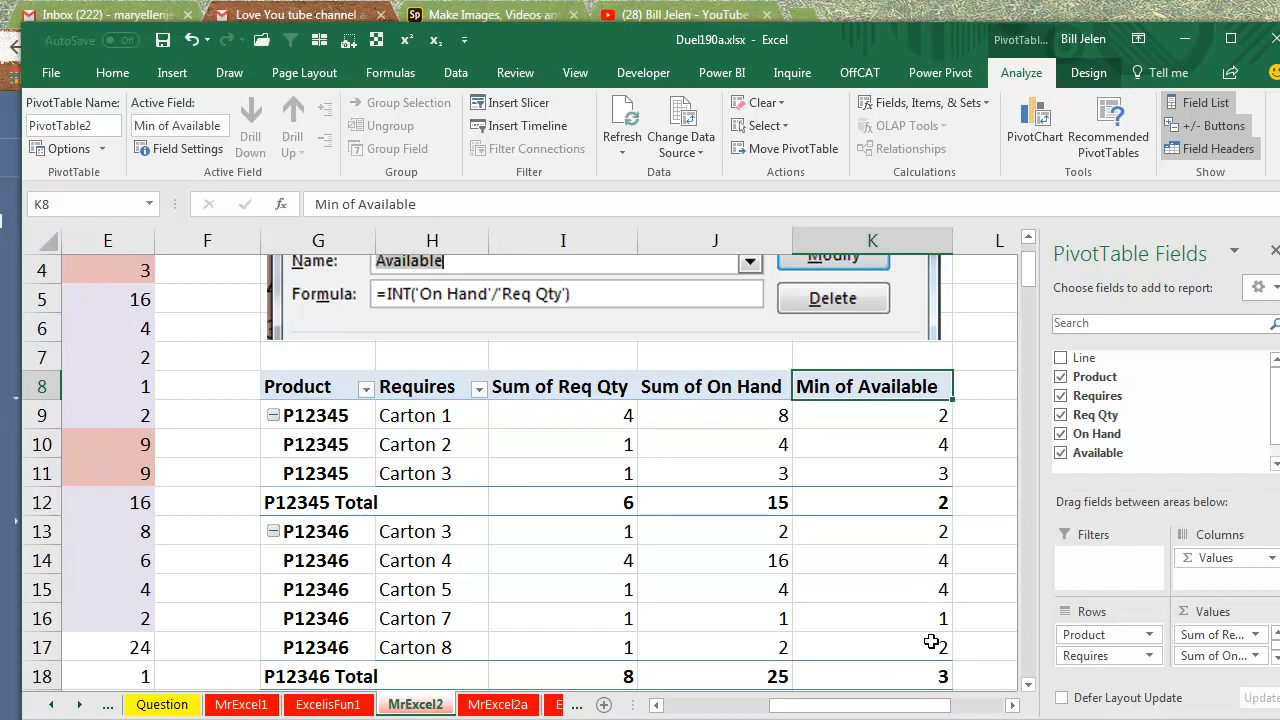 Inbox (222) - maryellenje
Love You tube channel a
Sp Make Images, Videos an
(28) Bill Jelen - YouTube
AutoSave Off
x² x₂
Duel190a.xlsx - Excel
PivotTabl...
Bill Jelen
File Home Insert Draw Page Layout Formulas Data Review View Developer Power BI Inquire OffCAT Power Pivot Analyze Design Tell me
PivotTable Name:
PivotTable2
Options
PivotTable
Active Field:
Min of Available
Field Settings
Drill Down
Drill Up
Active Field
Group Selection
Ungroup
Group Field
Group
Insert Slicer
Insert Timeline
Filter Connections
Filter
Refresh
Change Data Source
Data
Clear
Select
Move PivotTable
Actions
Fields, Items, & Sets
OLAP Tools
Relationships
Calculations
PivotChart
Recommended PivotTables
Tools
Field List
+/- Buttons
Field Headers
Show
K8 fx Min of Available
E F G H I J K L
4 3 Name: Available Modify
5 16 Formula: =INT('On Hand'/'Req Qty') Delete
6 4
7 2
8 1 Product Requires Sum of Req Qty Sum of On Hand Min of Available
9 2 P12345 Carton 1 4 8 2
10 9 P12345 Carton 2 1 4 4
11 9 P12345 Carton 3 1 3 3
12 16 P12345 Total 6 15 2
13 8 P12346 Carton 3 1 2 2
14 6 P12346 Carton 4 4 16 4
15 4 P12346 Carton 5 1 4 4
16 2 P12346 Carton 7 1 1 1
17 24 P12346 Carton 8 1 2 2
18 1 P12346 Total 8 25 3
PivotTable Fields
Choose fields to add to report:
Search
Line
Product
Requires
Req Qty
On Hand
Available
Drag fields between areas below:
Filters
Columns
Σ Values
Rows
Product
Requires
Σ Values
Sum of Re...
Sum of On...
Defer Layout Update
Update
... Question MrExcel1 ExcelisFun1 MrExcel2 MrExcel2a E ...